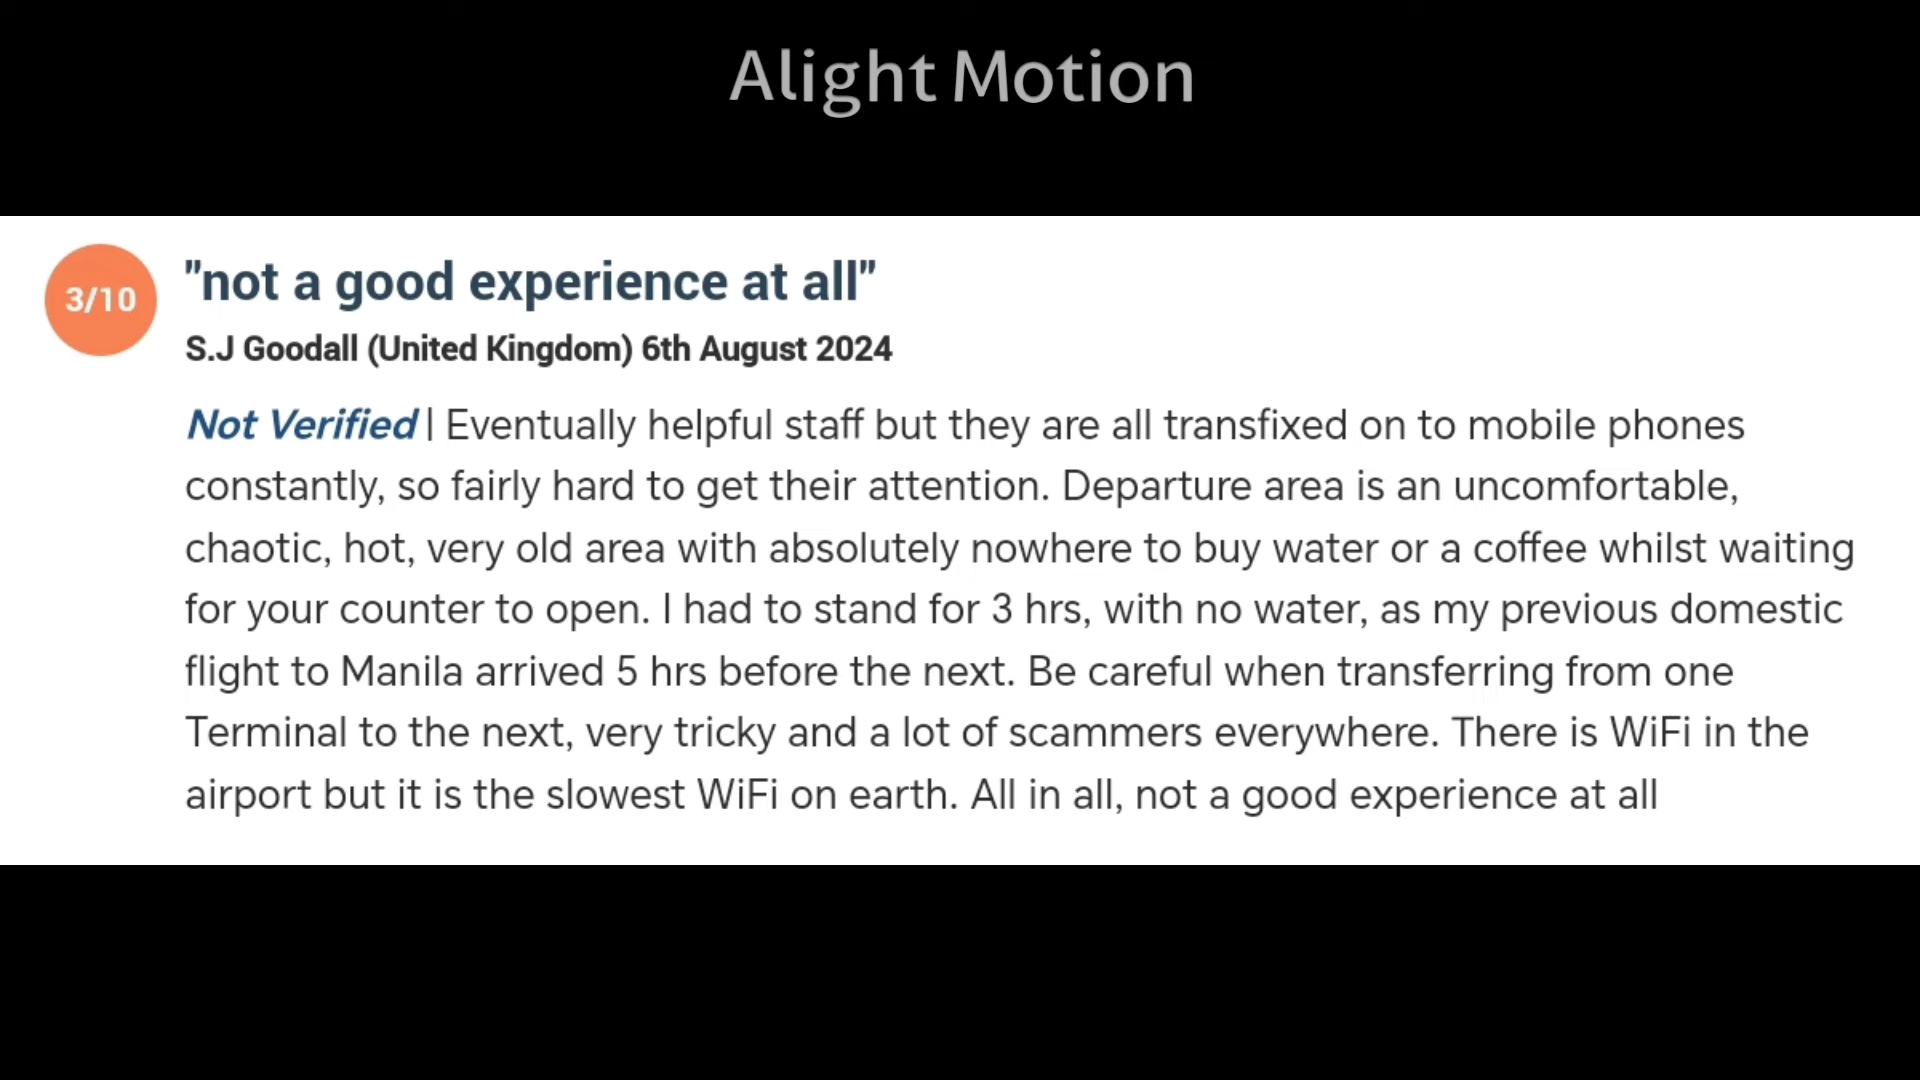 Alight Motion
3/10
"not a good experience at all"
S.J Goodall (United Kingdom) 6th August 2024
Not Verified | Eventually helpful staff but they are all transfixed on to mobile phones
constantly, so fairly hard to get their attention. Departure area is an uncomfortable,
chaotic, hot, very old area with absolutely nowhere to buy water or a coffee whilst waiting
for your counter to open. I had to stand for 3 hrs, with no water, as my previous domestic
flight to Manila arrived 5 hrs before the next. Be careful when transferring from one
Terminal to the next, very tricky and a lot of scammers everywhere. There is WiFi in the
airport but it is the slowest WiFi on earth. All in all, not a good experience at all